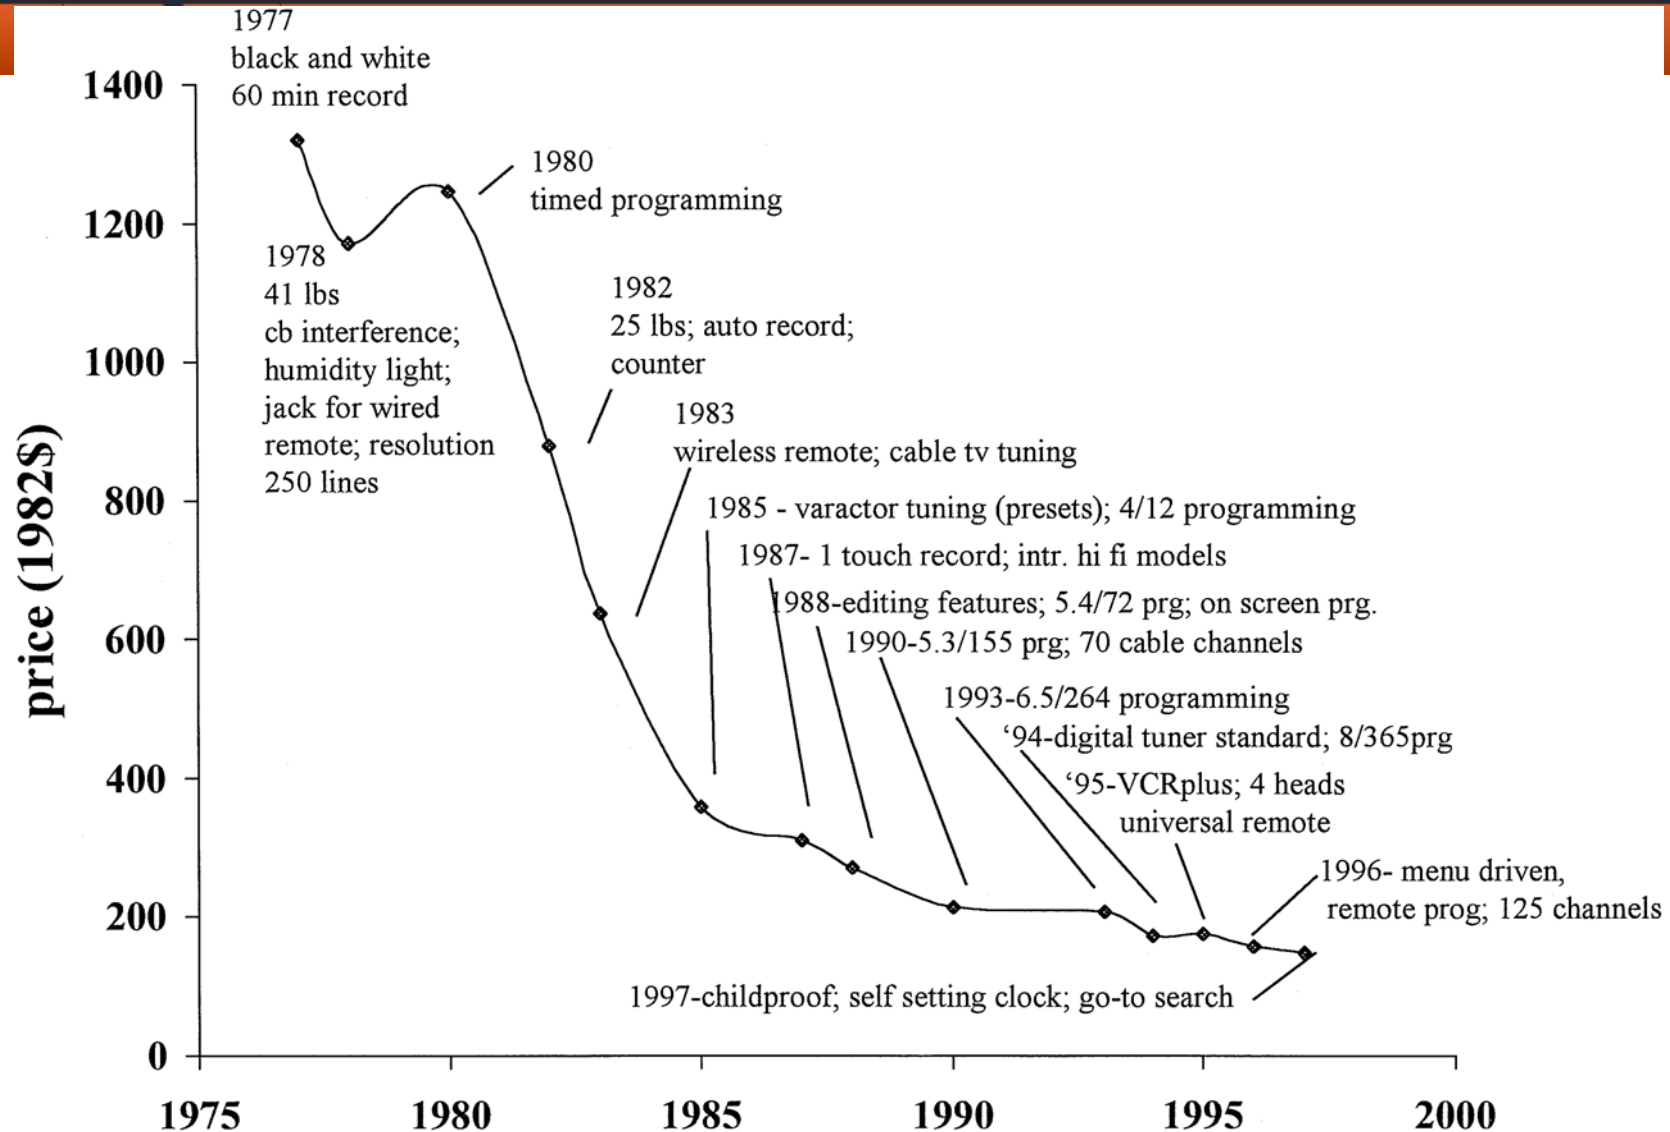 1977
black and white
60 min record
1400
1200
1000
800
600
400
200
0
price (1982$)
1980
timed programming
1978
41 lbs
cb interference;
humidity light;
jack for wired
remote; resolution
250 lines
1982
25 lbs; auto record;
counter
1983
wireless remote; cable tv tuning
1985 - varactor tuning (presets); 4/12 programming
1987- 1 touch record; intr. hi fi models
1988-editing features; 5.4/72 prg; on screen prg.
1990-5.3/155 prg; 70 cable channels
1993-6.5/264 programming
‘94-digital tuner standard; 8/365prg
‘95-VCRplus; 4 heads
universal remote
1996- menu driven,
remote prog; 125 channels
1997-childproof; self setting clock; go-to search
1975 1980 1985 1990 1995 2000